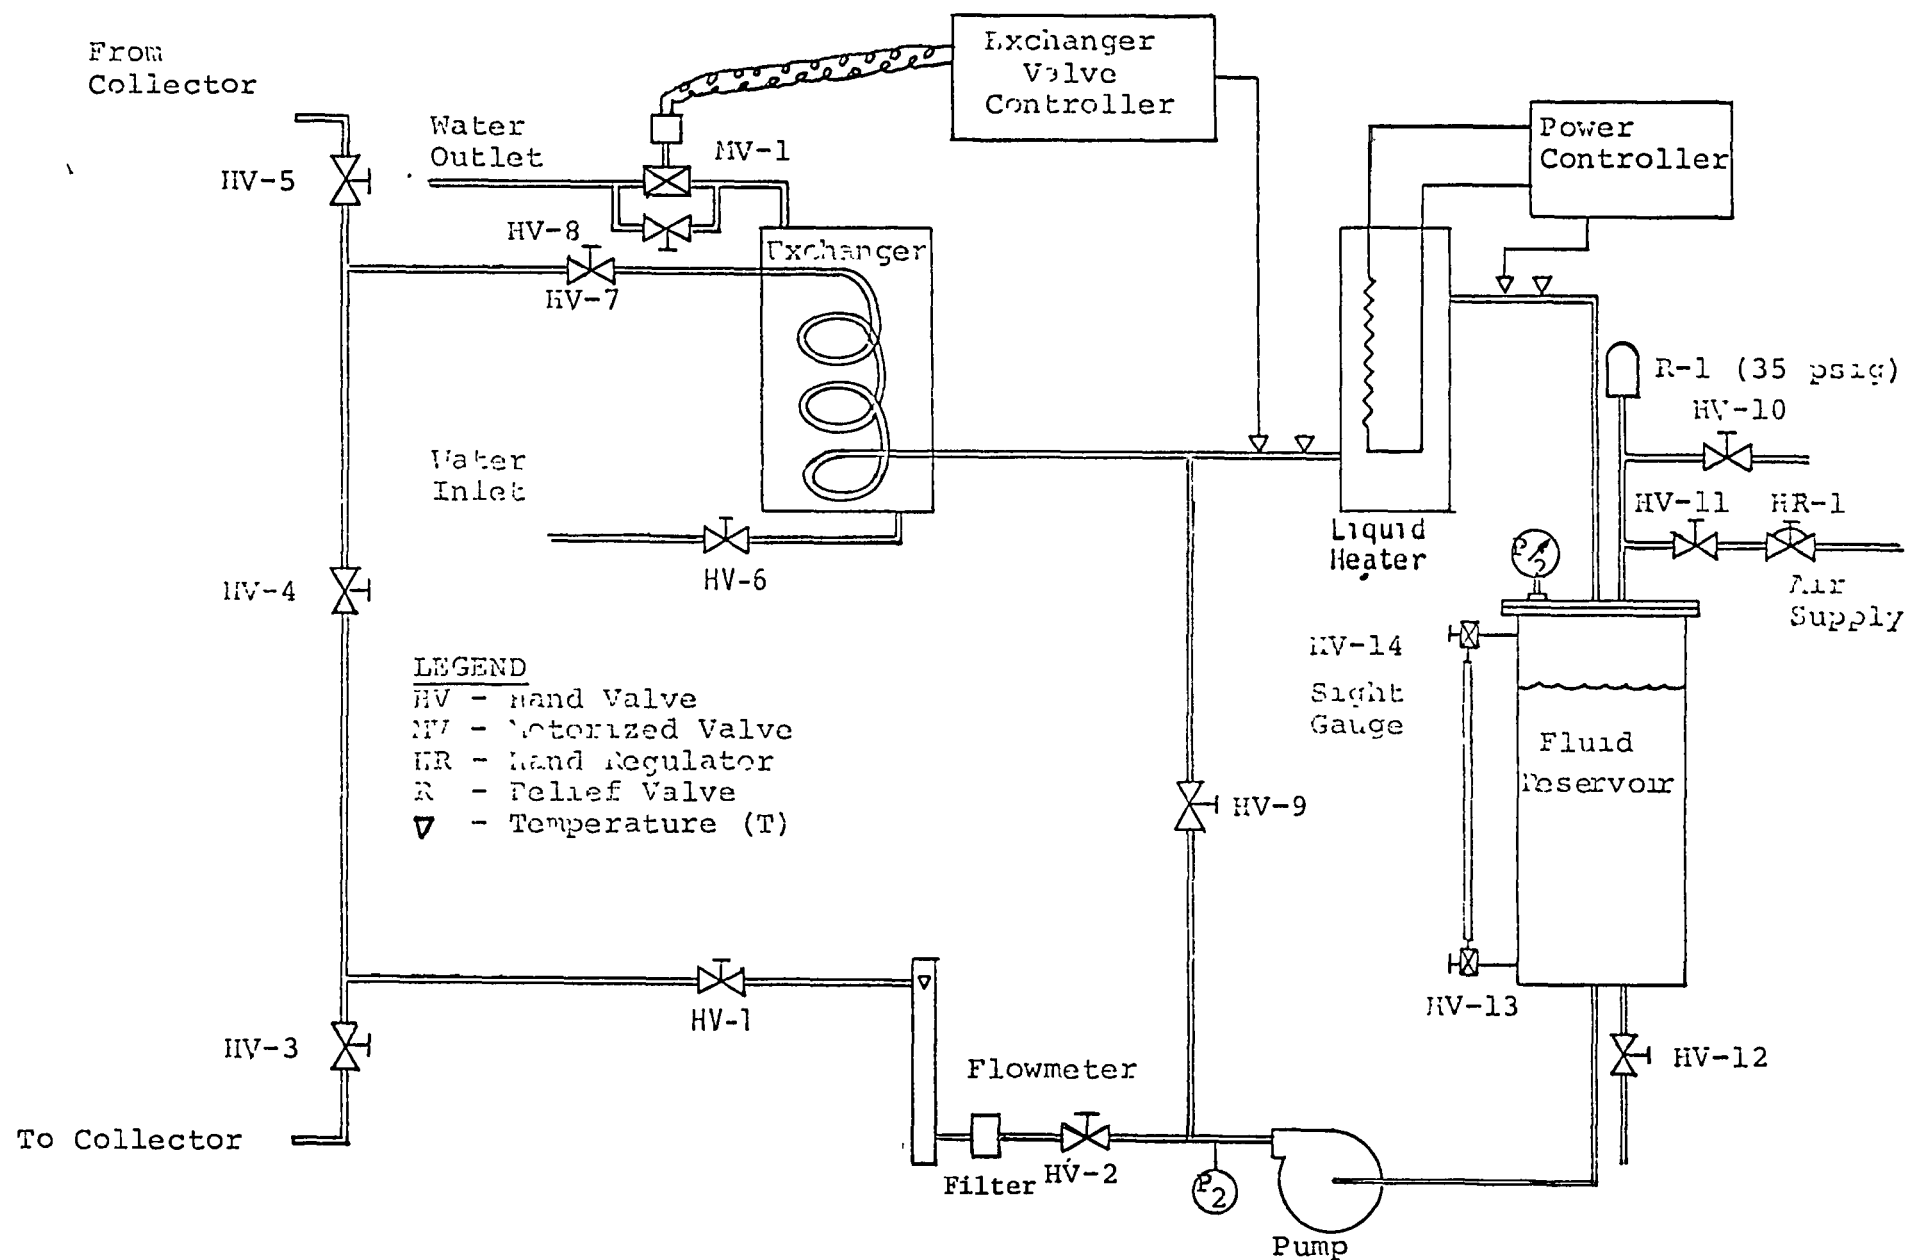 From
Collector
Exchanger
Valve
Controller
Power
Controller
Water
Outlet
MV-1
HV-5
HV-8
Exchanger
HV-7
R-1 (35 psig)
HV-10
Water
Inlet
HV-11
HR-1
Liquid
Heater
HV-6
HV-4
Air
Supply
HV-14
Sight
Gauge
LEGEND
HV - Hand Valve
MV - Motorized Valve
HR - Hand Regulator
R - Relief Valve
- Temperature (T)
Fluid
Reservoir
HV-9
HV-1
HV-13
HV-3
Flowmeter
HV-12
To Collector
Filter
HV-2
P2
Pump